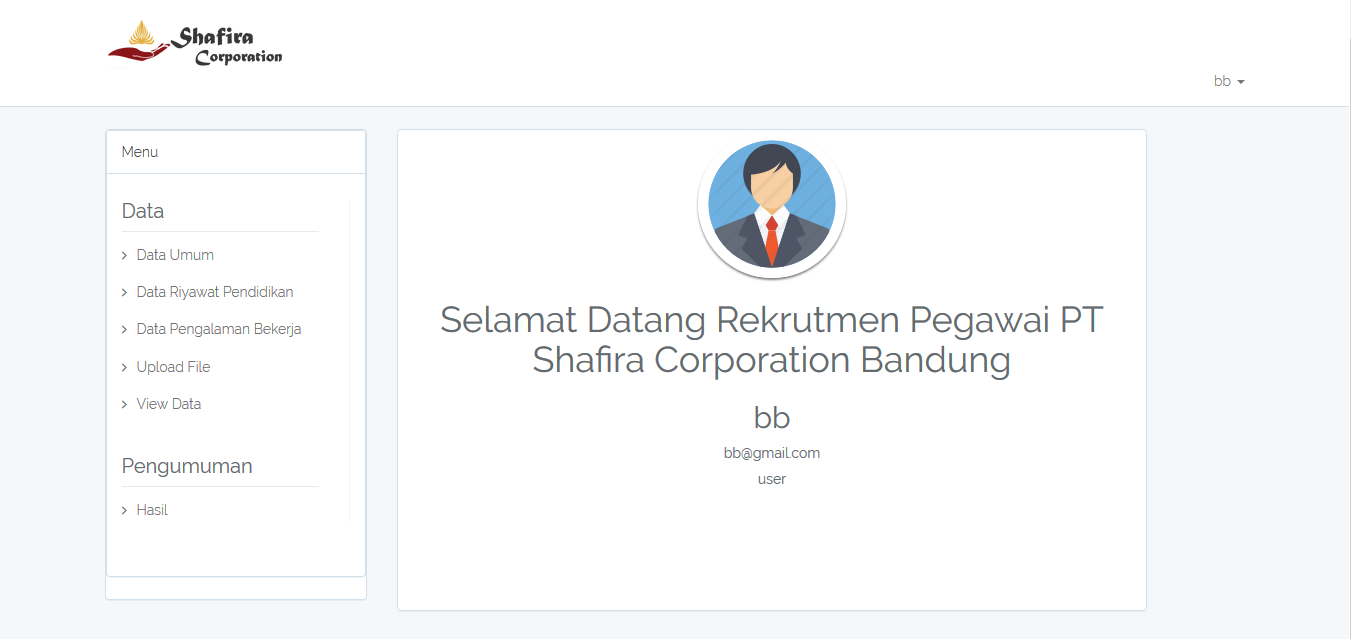 Shafira
Corporation
bb
Menu
Data
Data Umum
Data Riyawat Pendidikan
Data Pengalaman Bekerja
Upload File
View Data
Pengumuman
Hasil
Selamat Datang Rekrutmen Pegawai PT
Shafira Corporation Bandung
bb
bb@gmail.com
user